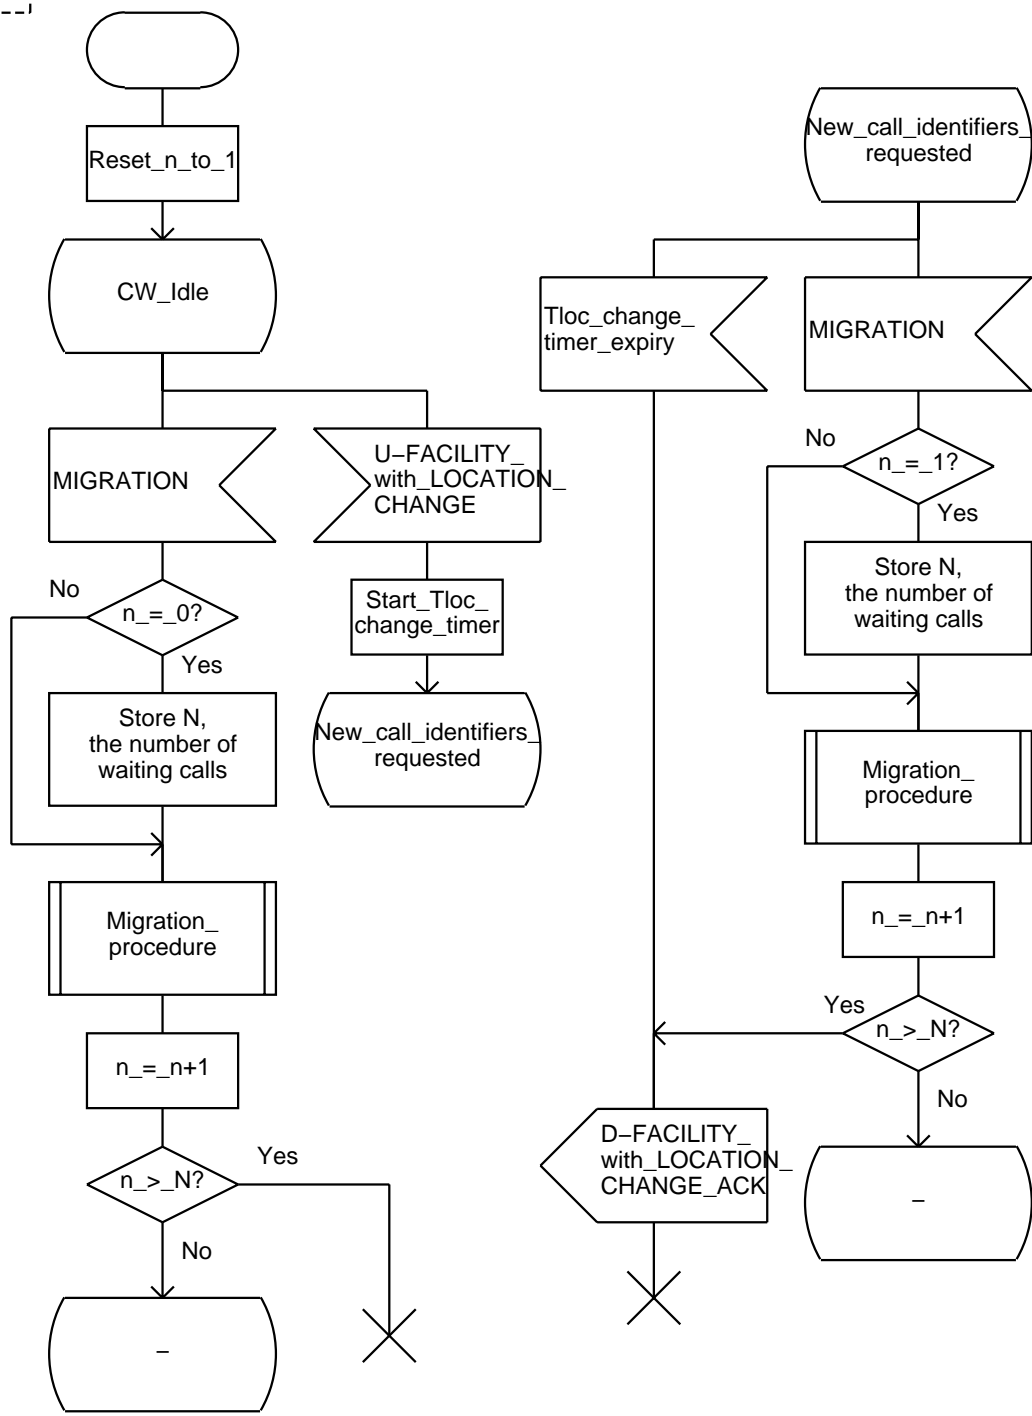 Reset_n_to_1
CW_Idle
MIGRATION
U–FACILITY_
with_LOCATION_
CHANGE
No
n_=_0?
Yes
Start_Tloc_
change_timer
Store N,
the number of
waiting calls
New_call_identifiers_
requested
Migration_
procedure
n_=_n+1
n_>_N?
Yes
No
–
New_call_identifiers_
requested
Tloc_change_
timer_expiry
MIGRATION
No
n_=_1?
Yes
Store N,
the number of
waiting calls
Migration_
procedure
n_=_n+1
Yes
n_>_N?
No
D–FACILITY_
with_LOCATION_
CHANGE_ACK
–